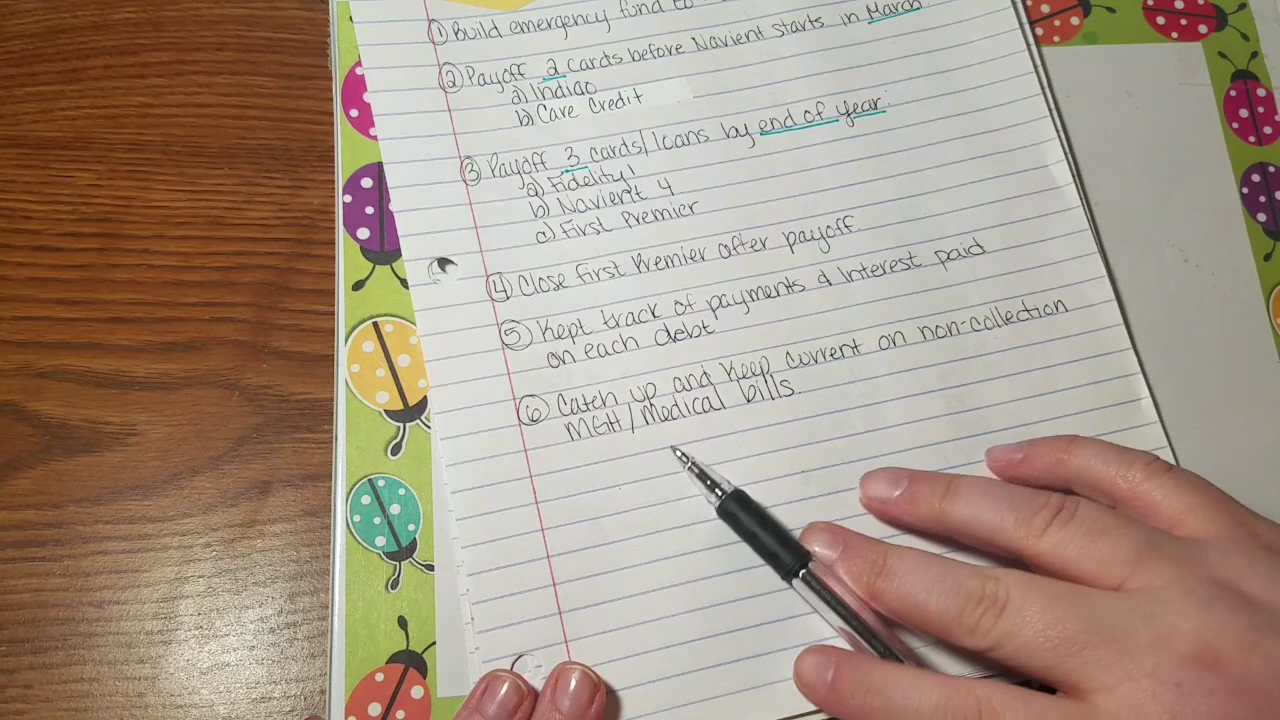 ① Build emergency fund to
② Payoff 2 cards before Navient starts in March.
a) Indigo
b) Care Credit
③ Payoff 3 cards/loans by end of year:
a) Fidelity 1
b) Navient 4
c) First Premier
④ Close First Premier after payoff.
⑤ Kept track of payments & Interest paid
on each debt
⑥ Catch up and Keep current on non-collection
MGH/Medical bills.